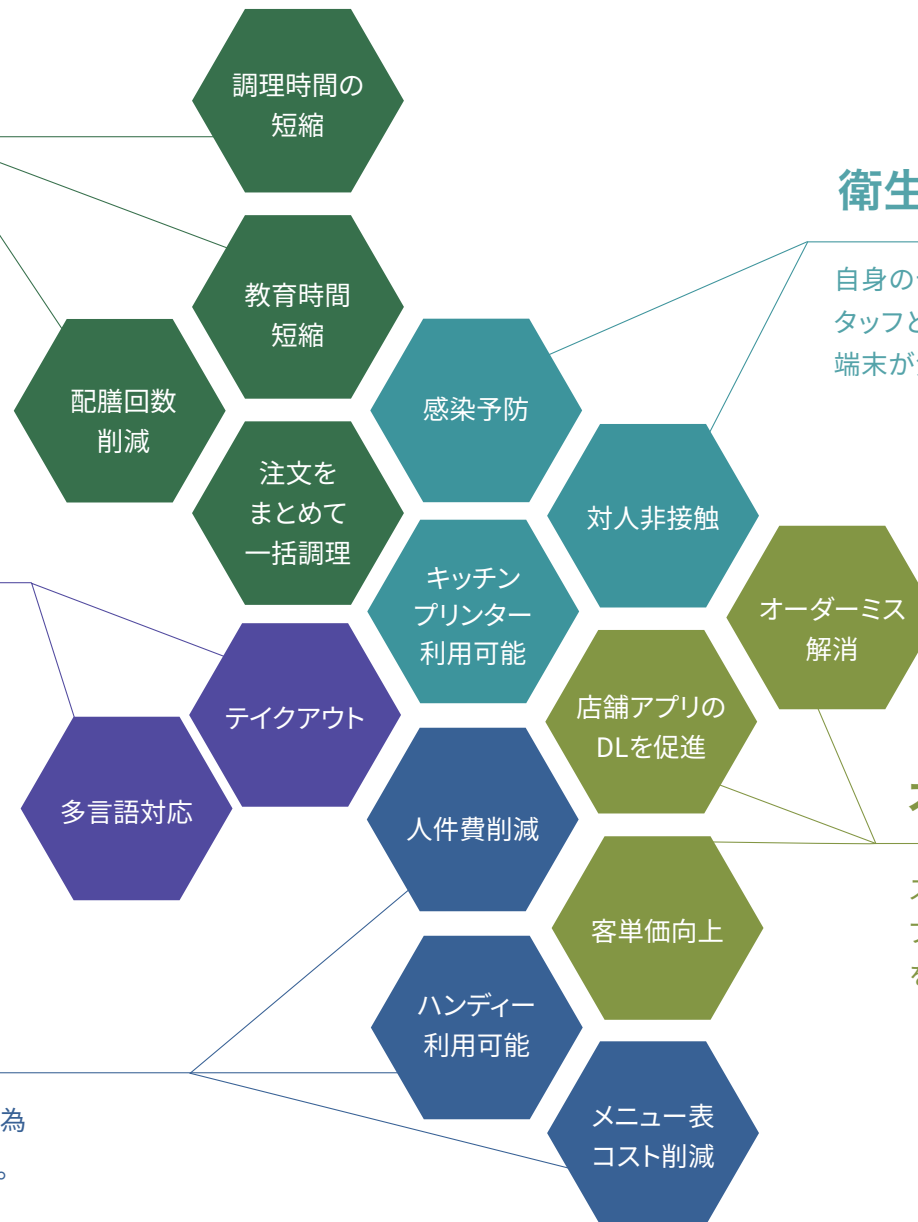 調理時間の
短縮
衛生
教育時間
短縮
自身の
タッフと
端末が
配膳回数
削減
感染予防
注文を
まとめて
一括調理
対人非接触
キッチン
プリンター
利用可能
オーダーミス
解消
テイクアウト
店舗アプリの
DLを促進
多言語対応
人件費削減
客単価向上
を
ハンディー
利用可能
メニュー表
コスト削減
為
。